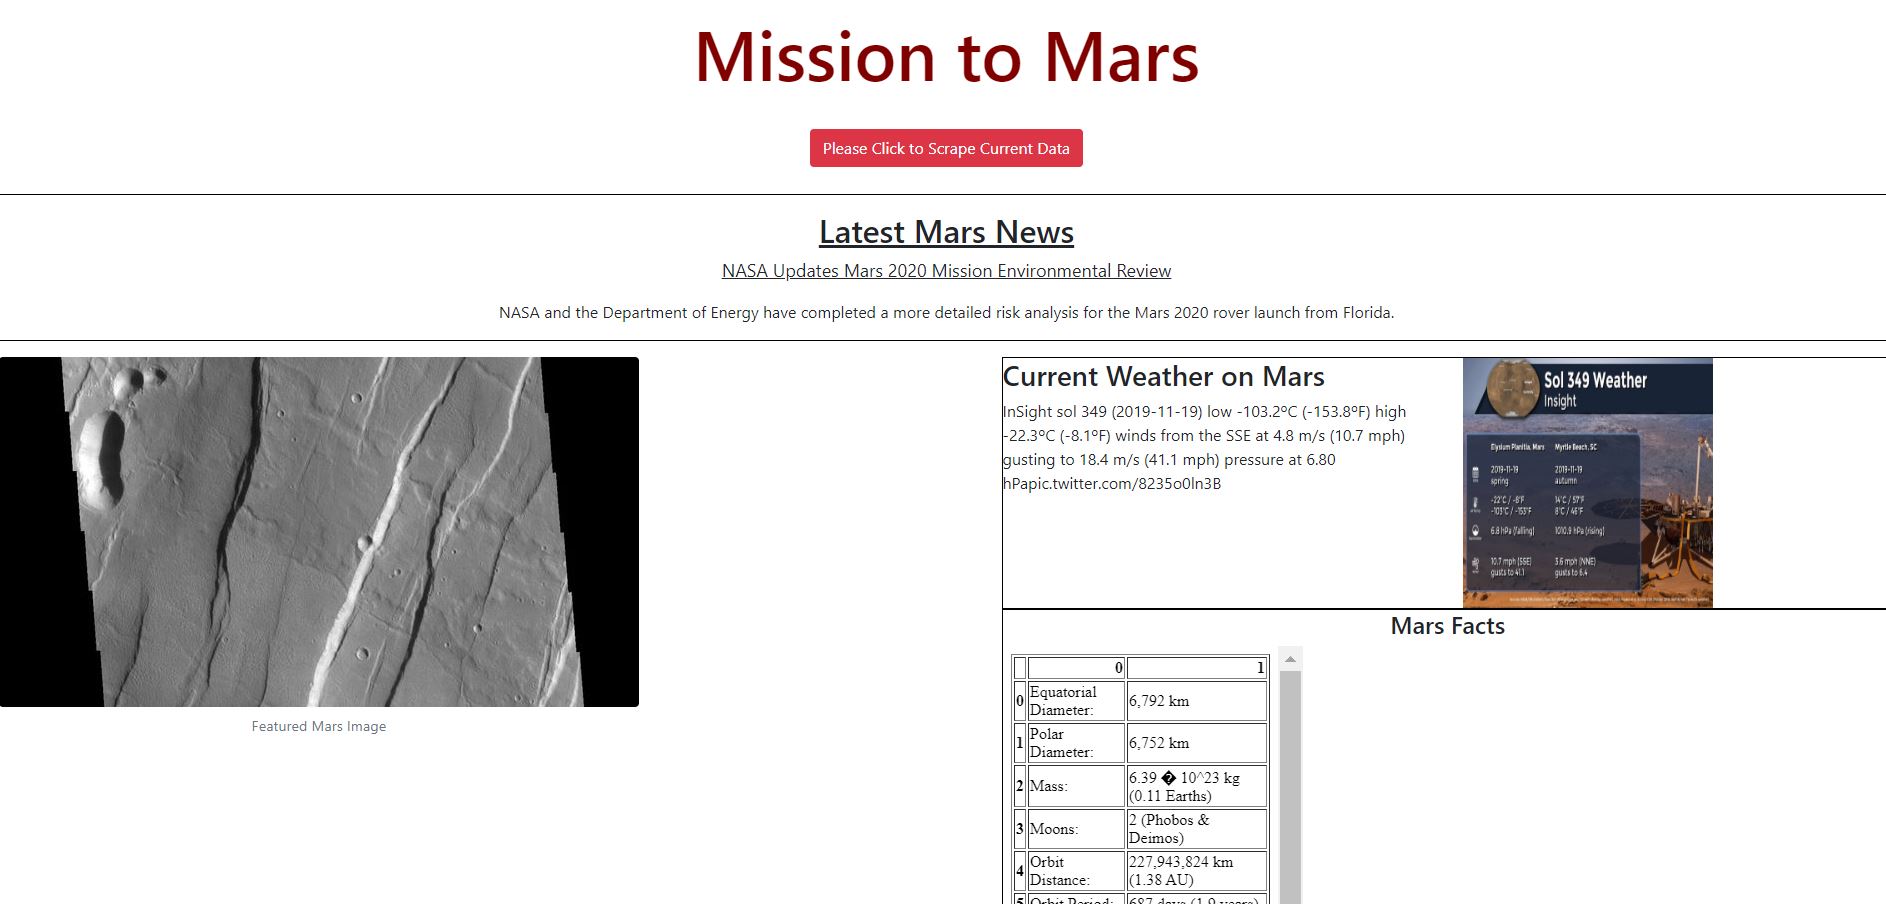 Mission to Mars
Please Click to Scrape Current Data
Latest Mars News
NASA Updates Mars 2020 Mission Environmental Review
NASA and the Department of Energy have completed a more detailed risk analysis for the Mars 2020 rover launch from Florida.
Featured Mars Image
Current Weather on Mars
InSight sol 349 (2019-11-19) low -103.2ºC (-153.8ºF) high
-22.3ºC (-8.1ºF) winds from the SSE at 4.8 m/s (10.7 mph)
gusting to 18.4 m/s (41.1 mph) pressure at 6.80
hPapic.twitter.com/8235o0ln3B
Sol 349 Weather
Insight
Elysium Planitia, Mars Myrtle Beach, SC
2019-11-19 2019-11-19
spring autumn
-22°C / -8°F 14°C / 57°F
-103°C / -153°F 8°C / 46°F
6.8 hPa (falling) 1010.9 hPa (rising)
10.7 mph (SSE) 3.6 mph (NNE)
gusts to 41.1 gusts to 6.4
Mars Facts
0 1
0 Equatorial Diameter: 6,792 km
1 Polar Diameter: 6,752 km
2 Mass: 6.39 � 10^23 kg (0.11 Earths)
3 Moons: 2 (Phobos & Deimos)
4 Orbit Distance: 227,943,824 km (1.38 AU)
5 Orbit Period: 687 days (1.9 years)